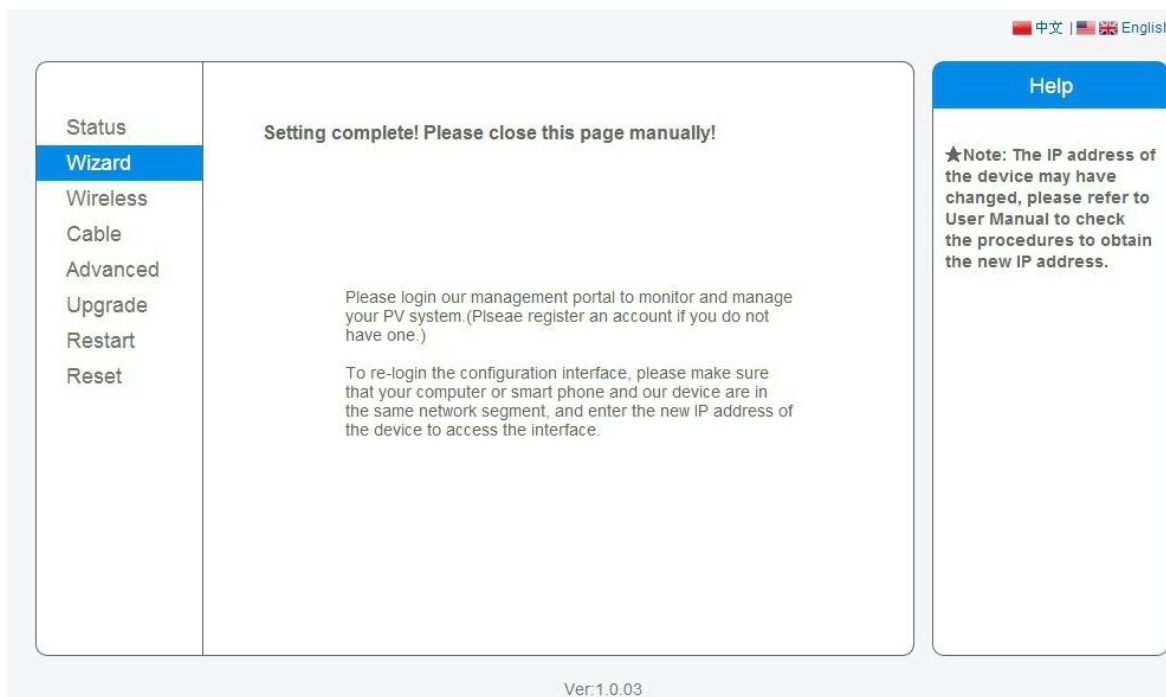 中文 | English
Status
Wizard
Wireless
Cable
Advanced
Upgrade
Restart
Reset
Setting complete! Please close this page manually!
Please login our management portal to monitor and manage
your PV system.(Plseae register an account if you do not
have one.)
To re-login the configuration interface, please make sure
that your computer or smart phone and our device are in
the same network segment, and enter the new IP address of
the device to access the interface.
Help
★Note: The IP address of
the device may have
changed, please refer to
User Manual to check
the procedures to obtain
the new IP address.
Ver:1.0.03